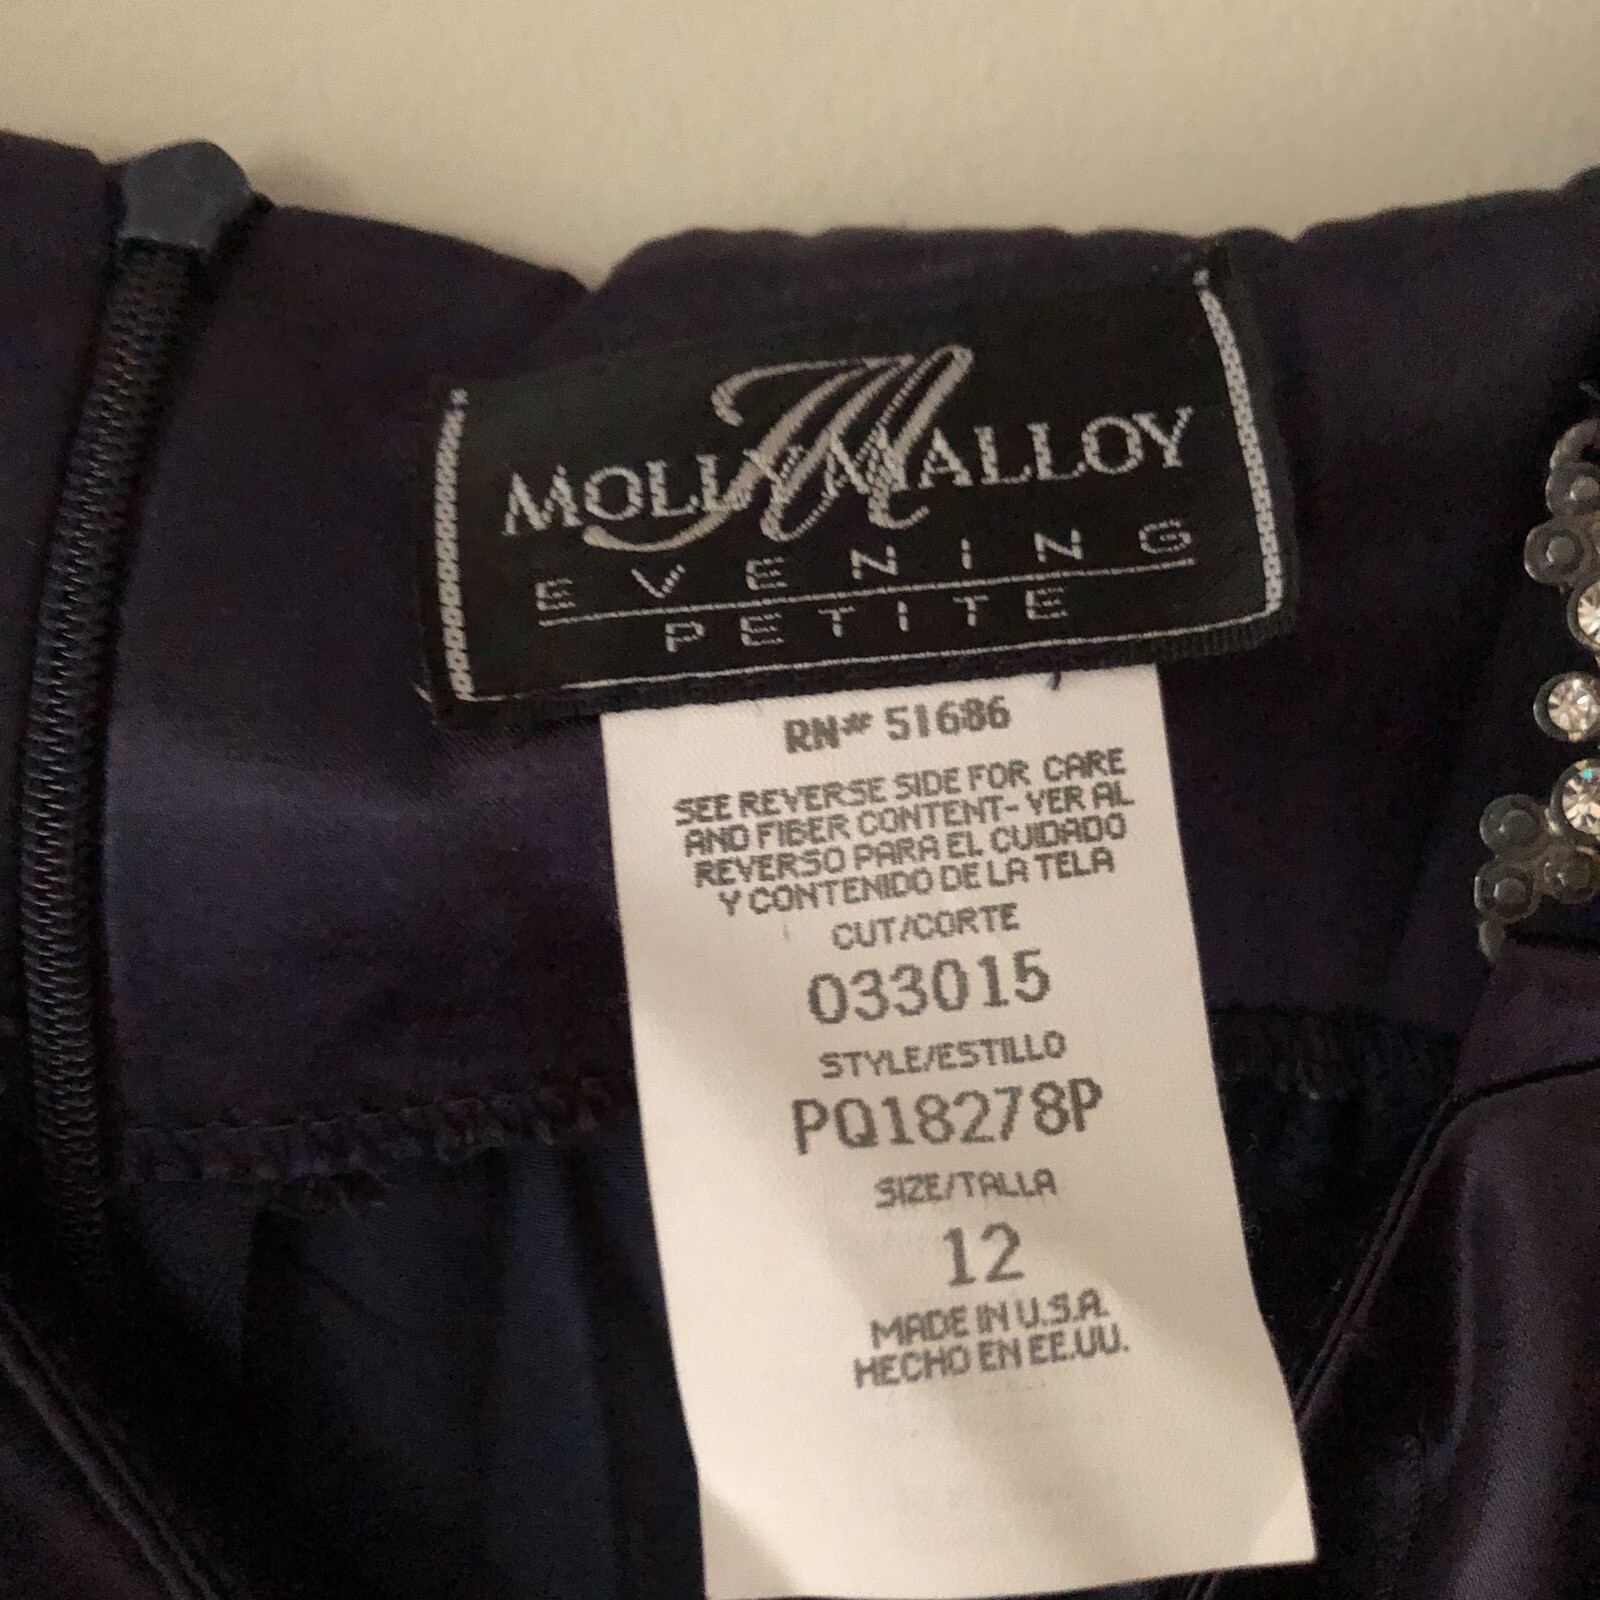 M
MOLLY MALLOY
EVENING
PETITE
RN# 51686
SEE REVERSE SIDE FOR CARE
AND FIBER CONTENT- VER AL
REVERSO PARA EL CUIDADO
Y CONTENIDO DE LA TELA
CUT/CORTE
033015
STYLE/ESTILLO
PQ18278P
SIZE/TALLA
12
MADE IN U.S.A.
HECHO EN EE.UU.